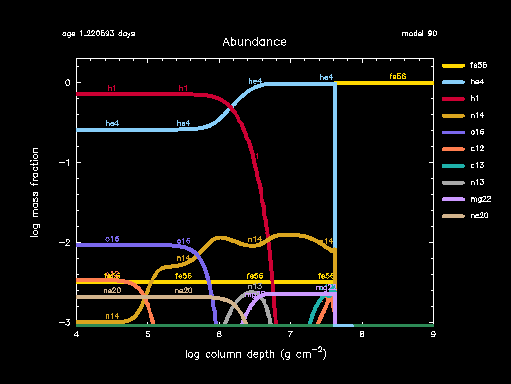 age 1.220693 days
model 90
Abundance
he4
he4
fe56
fe56
0
h1
h1
he4
h1
he4
he4
n14
o16
-1
c12
c13
n13
mg22
ne20
log mass fraction
-2
o16
o16
n14
n14
n14
n14
fe56
fe56
fe56
ne20
ne20
n13
mg22
n14
-3
4
5
6
7
8
9
log column depth (g cm⁻²)